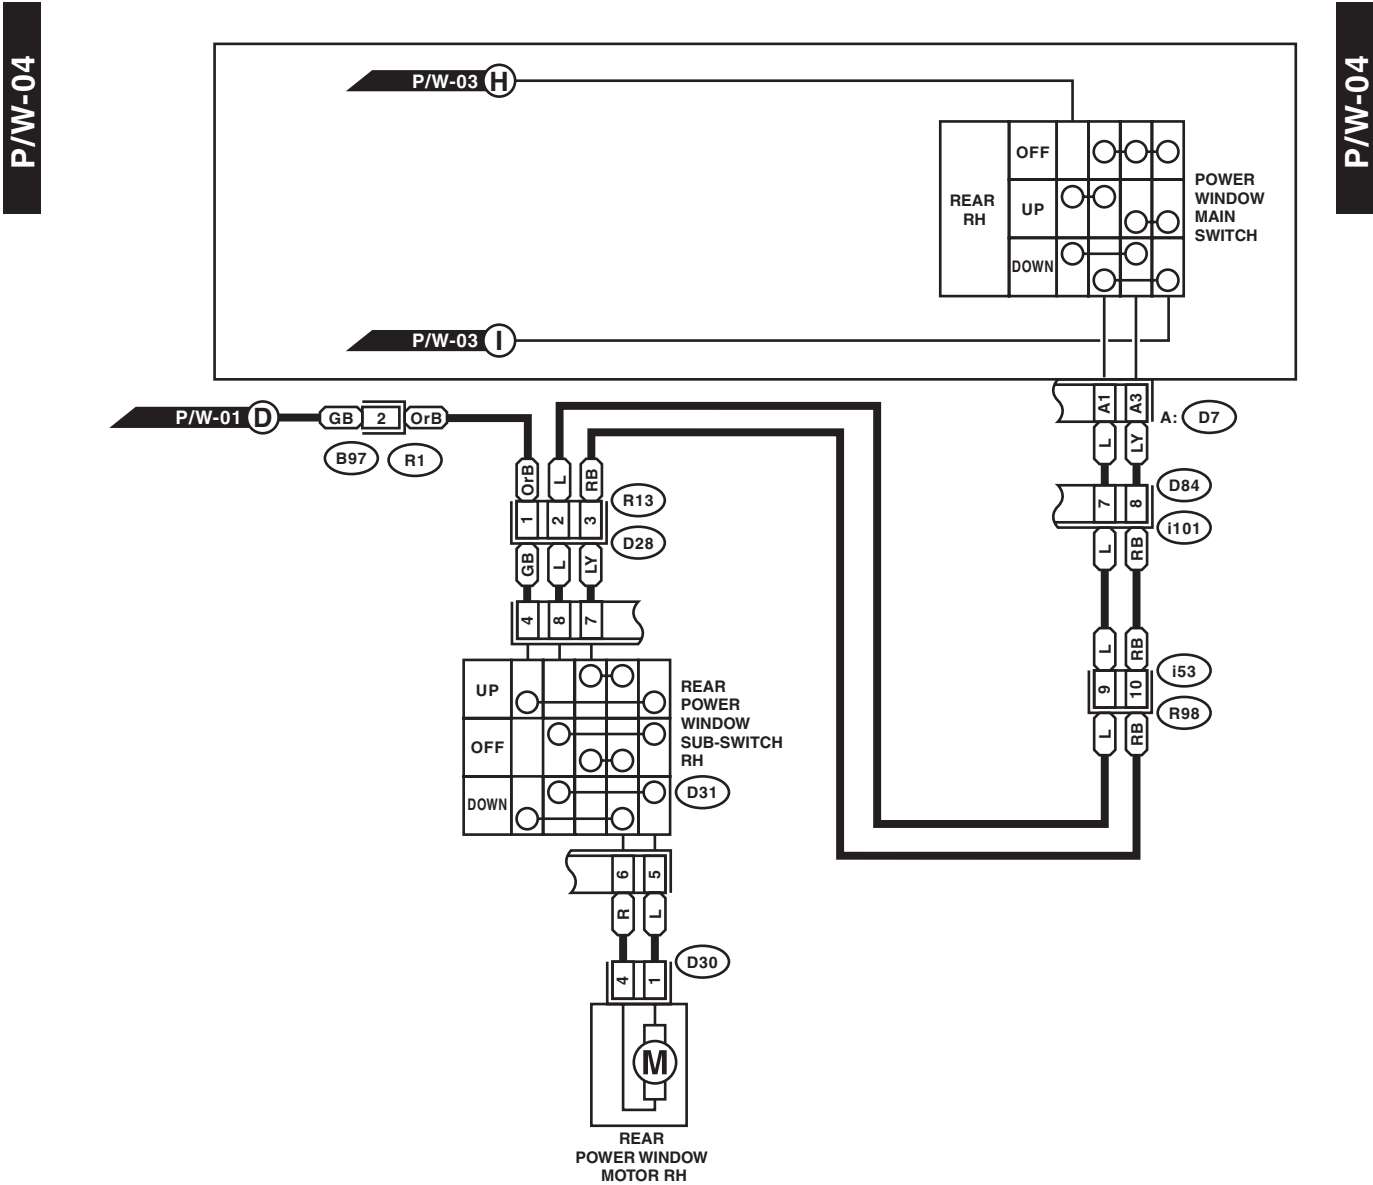 P/W-04
P/W-04
P/W-03 H
OFF
REAR
RH
UP
DOWN
POWER
WINDOW
MAIN
SWITCH
P/W-03 I
A1 A3
A: D7
P/W-01 D GB 2 OrB
B97 R1
L LY
OrB L RB
R13
1 2 3
D28
GB L LY
4 8 7
D84
7 8
i101
L RB
L RB
i53
9 10
R98
L RB
UP
OFF
DOWN
REAR
POWER
WINDOW
SUB-SWITCH
RH
D31
6 5
R L
D30
4 1
M
REAR
POWER WINDOW
MOTOR RH